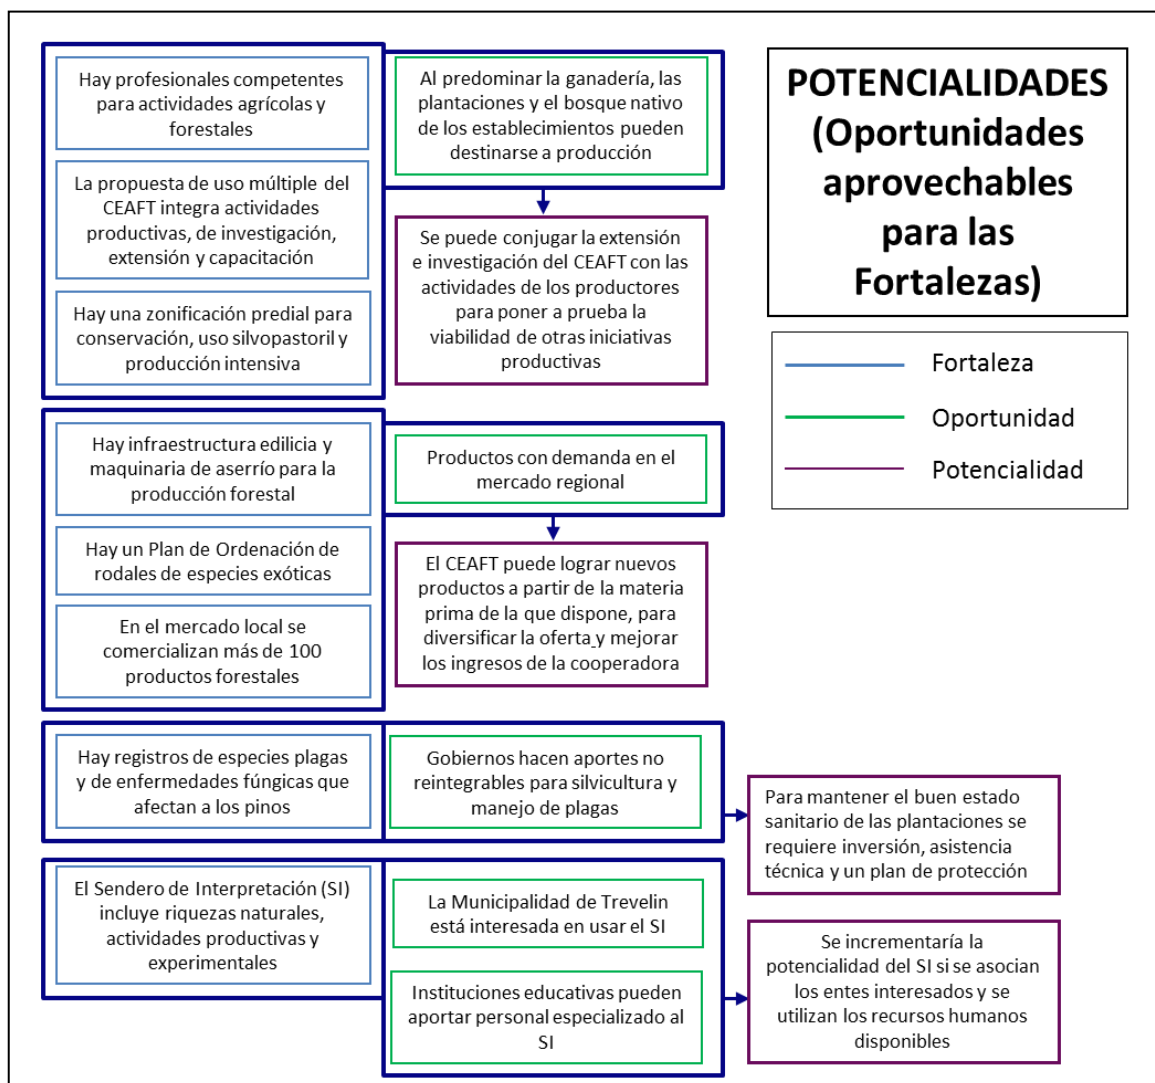 Hay profesionales competentes
para actividades agrícolas y
forestales
La propuesta de uso múltiple del
CEAFT integra actividades
productivas, de investigación,
extensión y capacitación
Hay una zonificación predial para
conservación, uso silvopastoril y
producción intensiva
Al predominar la ganadería, las
plantaciones y el bosque nativo
de los establecimientos pueden
destinarse a producción
Se puede conjugar la extensión
e investigación del CEAFT con las
actividades de los productores
para poner a prueba la
viabilidad de otras iniciativas
productivas
POTENCIALIDADES
(Oportunidades
aprovechables
para las
Fortalezas)
Fortaleza
Oportunidad
Potencialidad
Hay infraestructura edilicia y
maquinaria de aserrío para la
producción forestal
Hay un Plan de Ordenación de
rodales de especies exóticas
En el mercado local se
comercializan más de 100
productos forestales
Productos con demanda en el
mercado regional
El CEAFT puede lograr nuevos
productos a partir de la materia
prima de la que dispone, para
diversificar la oferta y mejorar
los ingresos de la cooperadora
Hay registros de especies plagas
y de enfermedades fúngicas que
afectan a los pinos
Gobiernos hacen aportes no
reintegrables para silvicultura y
manejo de plagas
Para mantener el buen estado
sanitario de las plantaciones se
requiere inversión, asistencia
técnica y un plan de protección
El Sendero de Interpretación (SI)
incluye riquezas naturales,
actividades productivas y
experimentales
La Municipalidad de Trevelin
está interesada en usar el SI
Instituciones educativas pueden
aportar personal especializado al
SI
Se incrementaría la
potencialidad del SI si se asocian
los entes interesados y se
utilizan los recursos humanos
disponibles